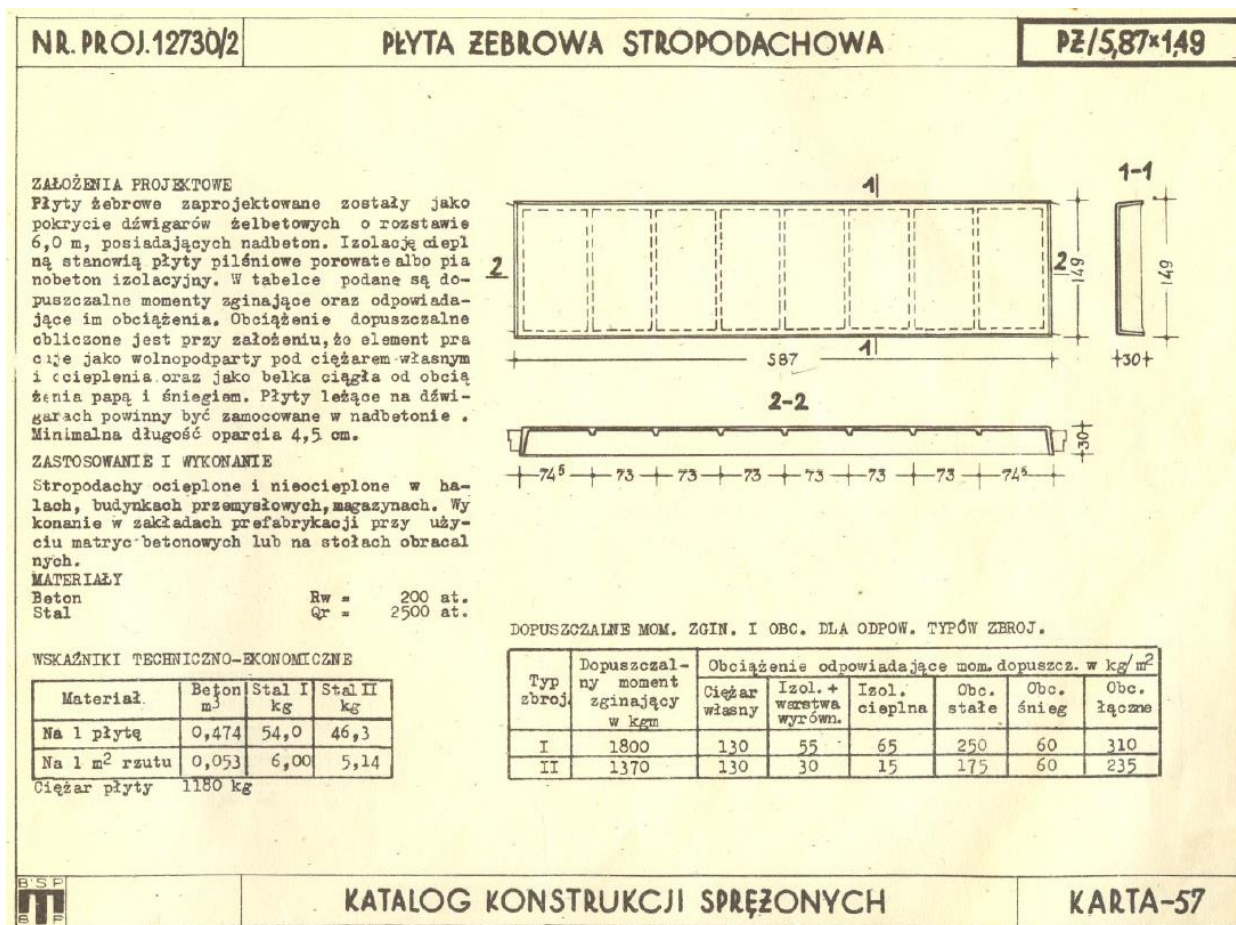 NR. PROJ. 12730/2
PŁYTA ŻEBROWA STROPODACHOWA
PŻ/5,87×1,49
ZAŁOŻENIA PROJEKTOWE
Płyty żebrowe zaprojektowane zostały jako
pokrycie dźwigarów żelbetowych o rozstawie
6,0 m, posiadających nadbeton. Izolację ciepl
ną stanowią płyty pilśniowe porowate albo pia
nobeton izolacyjny. W tabelce podane są do-
puszczalne momenty zginające oraz odpowiada-
jące im obciążenia. Obciążenie dopuszczalne
obliczone jest przy założeniu, że element pra
cuje jako wolnopodparty pod ciężarem własnym
i ocieplenia oraz jako belka ciągła od obcią
żenia papą i śniegiem. Płyty leżące na dźwi-
garach powinny być zamocowane w nadbetonie .
Minimalna długość oparcia 4,5 cm.
ZASTOSOWANIE I WYKONANIE
Stropodachy ocieplone i nieocieplone w ha-
lach, budynkach przemysłowych, magazynach. Wy
konanie w zakładach prefabrykacji przy uży-
ciu matryc betonowych lub na stołach obracal
nych.
MATERIAŁY
Beton Rw = 200 at.
Stal Qr = 2500 at.
WSKAŹNIKI TECHNICZNO-EKONOMICZNE
Materiał Beton m3 Stal I kg Stal II kg
Na 1 płytę 0,474 54,0 46,3
Na 1 m2 rzutu 0,053 6,00 5,14
Ciężar płyty 1180 kg
1
1-1
2
2
149
149
1
587
30
2-2
30
74⁵ 73 73 73 73 73 73 74⁵
DOPUSZCZALNE MOM. ZGIN. I OBC. DLA ODPOW. TYPÓW ZBROJ.
Typ zbroj. Dopuszczal-ny moment zginający w kgm Obciążenie odpowiadające mom. dopuszcz. w kg/m2
Ciężar własny Izol. + warstwa wyrówn. Izol. cieplna Obc. stałe Obc. śnieg Obc. łączne
I 1800 130 55 65 250 60 310
II 1370 130 30 15 175 60 235
BSP
BP
KATALOG KONSTRUKCJI SPRĘŻONYCH
KARTA-57